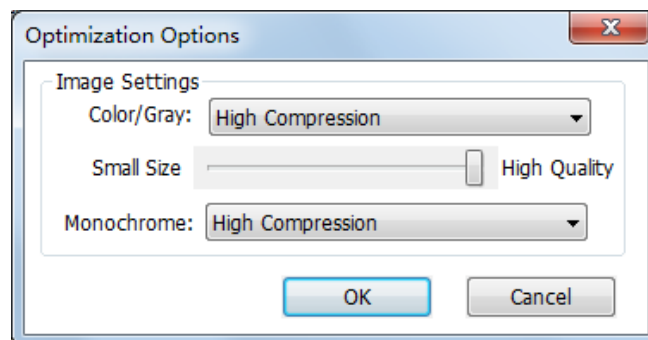 Optimization Options
Image Settings
Color/Gray: High Compression
Small Size High Quality
Monochrome: High Compression
OK Cancel